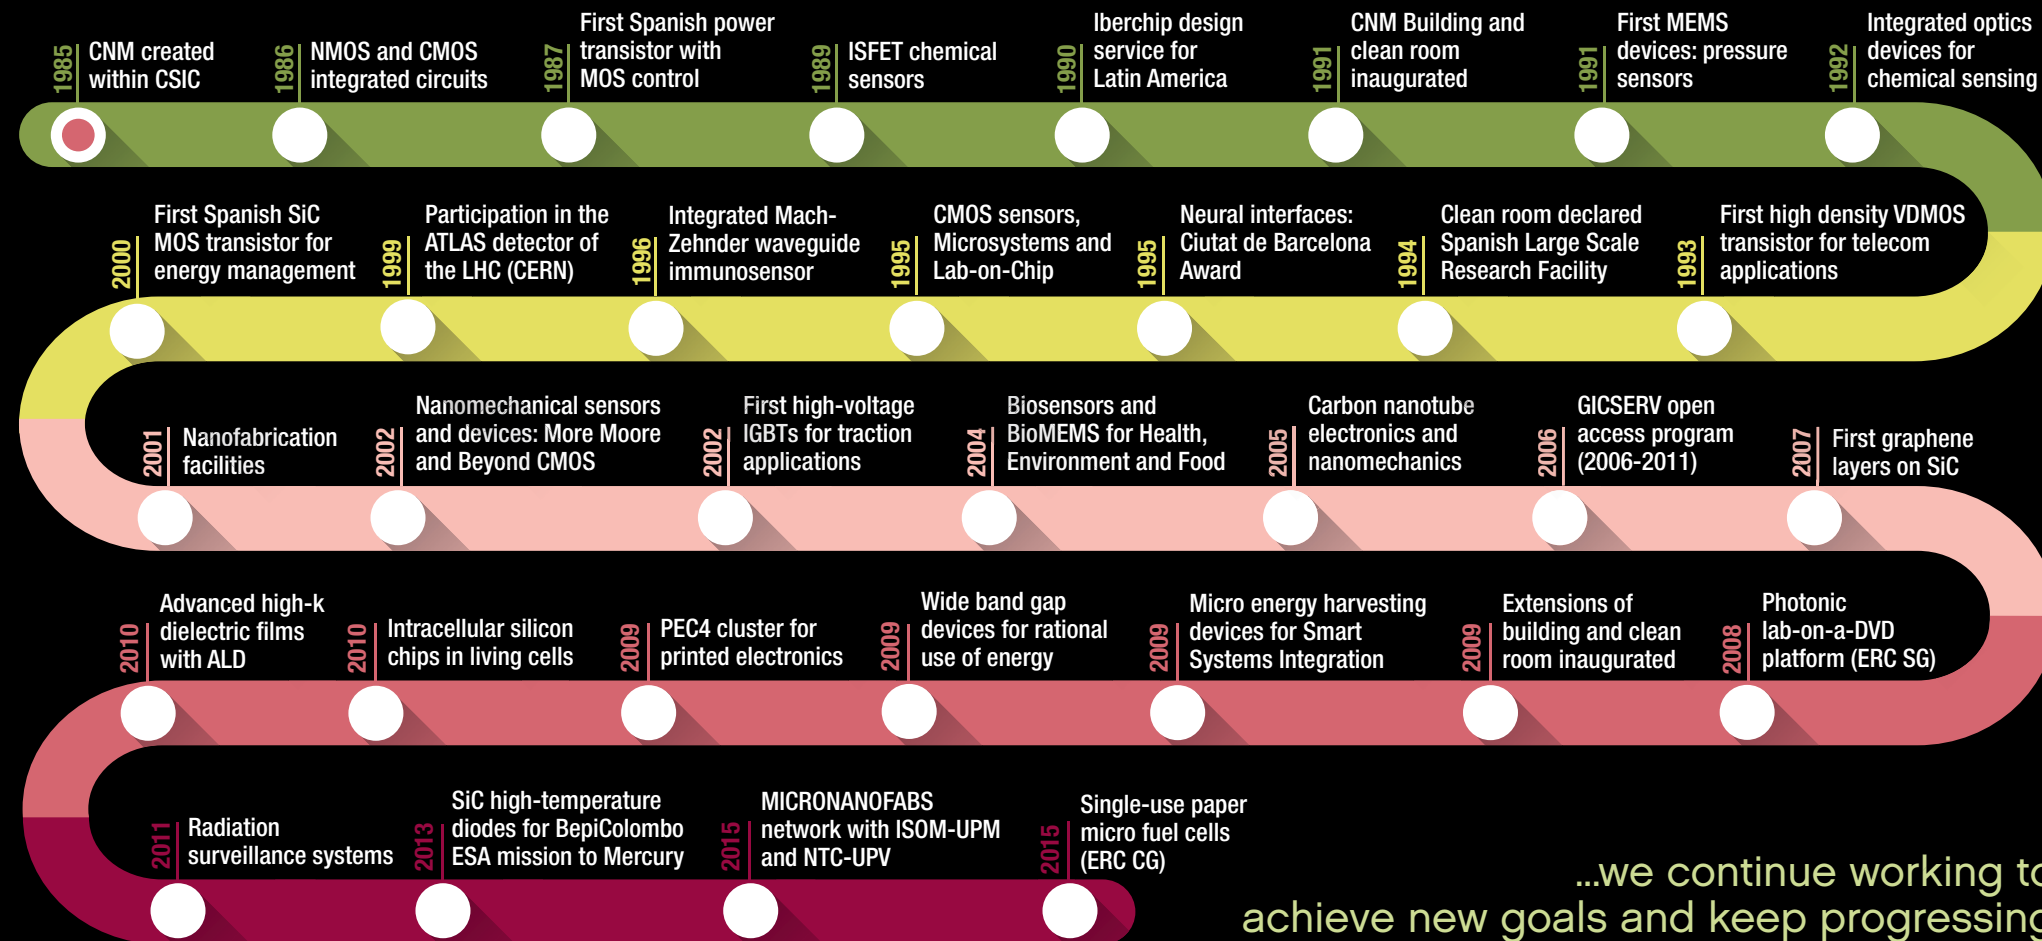 1985
CNM created
within CSIC
1986
NMOS and CMOS
integrated circuits
1987
First Spanish power
transistor with
MOS control
1989
ISFET chemical
sensors
1990
Iberchip design
service for
Latin America
1991
CNM Building and
clean room
inaugurated
1991
First MEMS
devices: pressure
sensors
1992
Integrated optics
devices for
chemical sensing
2000
First Spanish SiC
MOS transistor for
energy management
1999
Participation in the
ATLAS detector of
the LHC (CERN)
1996
Integrated Mach-
Zehnder waveguide
immunosensor
1995
CMOS sensors,
Microsystems and
Lab-on-Chip
1995
Neural interfaces:
Ciutat de Barcelona
Award
1994
Clean room declared
Spanish Large Scale
Research Facility
1993
First high density VDMOS
transistor for telecom
applications
2001
Nanofabrication
facilities
2002
Nanomechanical sensors
and devices: More Moore
and Beyond CMOS
2002
First high-voltage
IGBTs for traction
applications
2004
Biosensors and
BioMEMS for Health,
Environment and Food
2005
Carbon nanotube
electronics and
nanomechanics
2006
GICSERV open
access program
(2006-2011)
2007
First graphene
layers on SiC
2010
Advanced high-k
dielectric films
with ALD
2010
Intracellular silicon
chips in living cells
2009
PEC4 cluster for
printed electronics
2009
Wide band gap
devices for rational
use of energy
2009
Micro energy harvesting
devices for Smart
Systems Integration
2009
Extensions of
building and clean
room inaugurated
2008
Photonic
lab-on-a-DVD
platform (ERC SG)
2011
Radiation
surveillance systems
2013
SiC high-temperature
diodes for BepiColombo
ESA mission to Mercury
2015
MICRONANOFABS
network with ISOM-UPM
and NTC-UPV
2015
Single-use paper
micro fuel cells
(ERC CG)
...we continue working to
achieve new goals and keep progressing